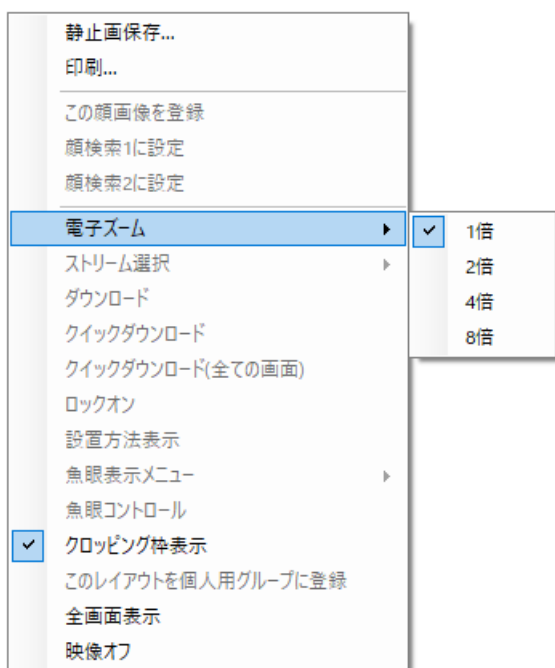 静止画保存...
印刷...
この顔画像を登録
顔検索1に設定
顔検索2に設定
電子ズーム
1倍
2倍
4倍
8倍
ストリーム選択
ダウンロード
クイックダウンロード
クイックダウンロード(全ての画面)
ロックオン
設置方法表示
魚眼表示メニュー
魚眼コントロール
クロッピング枠表示
このレイアウトを個人用グループに登録
全画面表示
映像オフ